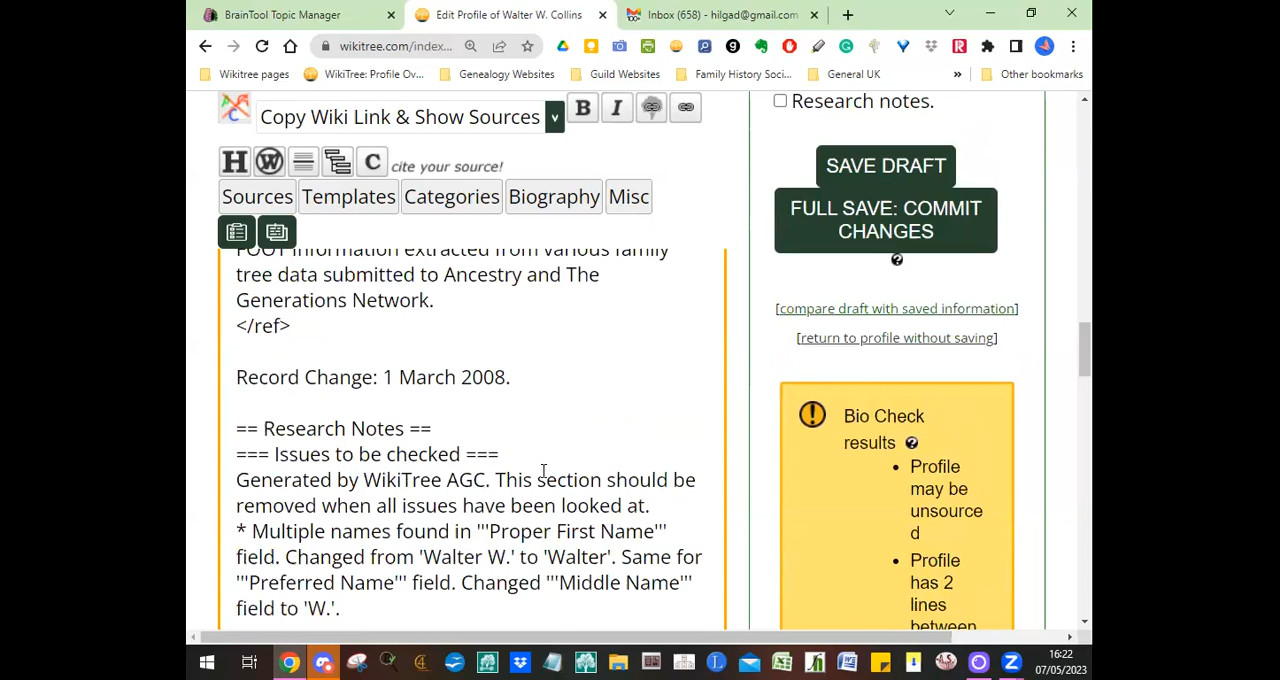 BrainTool Topic Manager
Edit Profile of Walter W. Collins
Inbox (658) - hilgad@gmail.com
wikitree.com/index...
Wikitree pages
WikiTree: Profile Ov...
Genealogy Websites
Guild Websites
Family History Soci...
General UK
»
Other bookmarks
Copy Wiki Link & Show Sources
B I
H W C cite your source!
Sources Templates Categories Biography Misc
FOOT Information extracted from various family
tree data submitted to Ancestry and The
Generations Network.
</ref>
Record Change: 1 March 2008.
== Research Notes ==
=== Issues to be checked ===
Generated by WikiTree AGC. This section should be
removed when all issues have been looked at.
* Multiple names found in '''Proper First Name'''
field. Changed from 'Walter W.' to 'Walter'. Same for
'''Preferred Name''' field. Changed '''Middle Name'''
field to 'W.'.
Research notes.
SAVE DRAFT
FULL SAVE: COMMIT
CHANGES
[compare draft with saved information]
[return to profile without saving]
Bio Check
results
• Profile
may be
unsource
d
• Profile
has 2
lines
between
16:22
07/05/2023